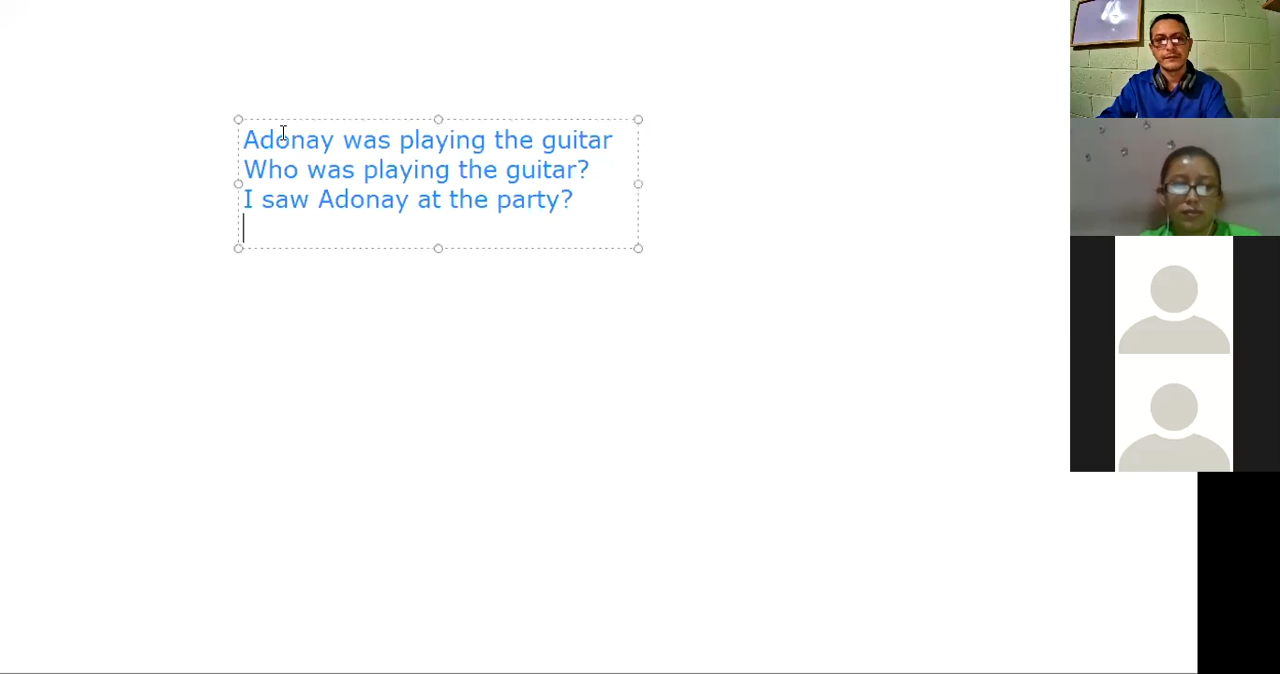 Adonay was playing the guitar
Who was playing the guitar?
I saw Adonay at the party?